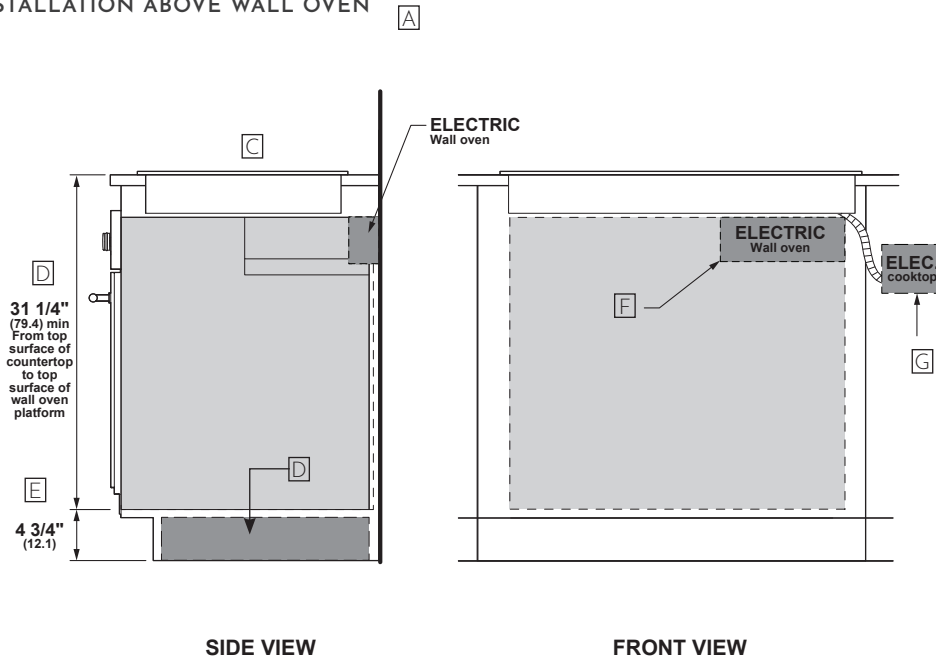 STALLATION ABOVE WALL OVEN
A
C
ELECTRIC
Wall oven
D
31 1/4"
(79.4) min
From top
surface of
countertop
to top
surface of
wall oven
platform
E
4 3/4"
(12.1)
D
SIDE VIEW
ELECTRIC
Wall oven
ELEC.
cooktop
F
G
FRONT VIEW